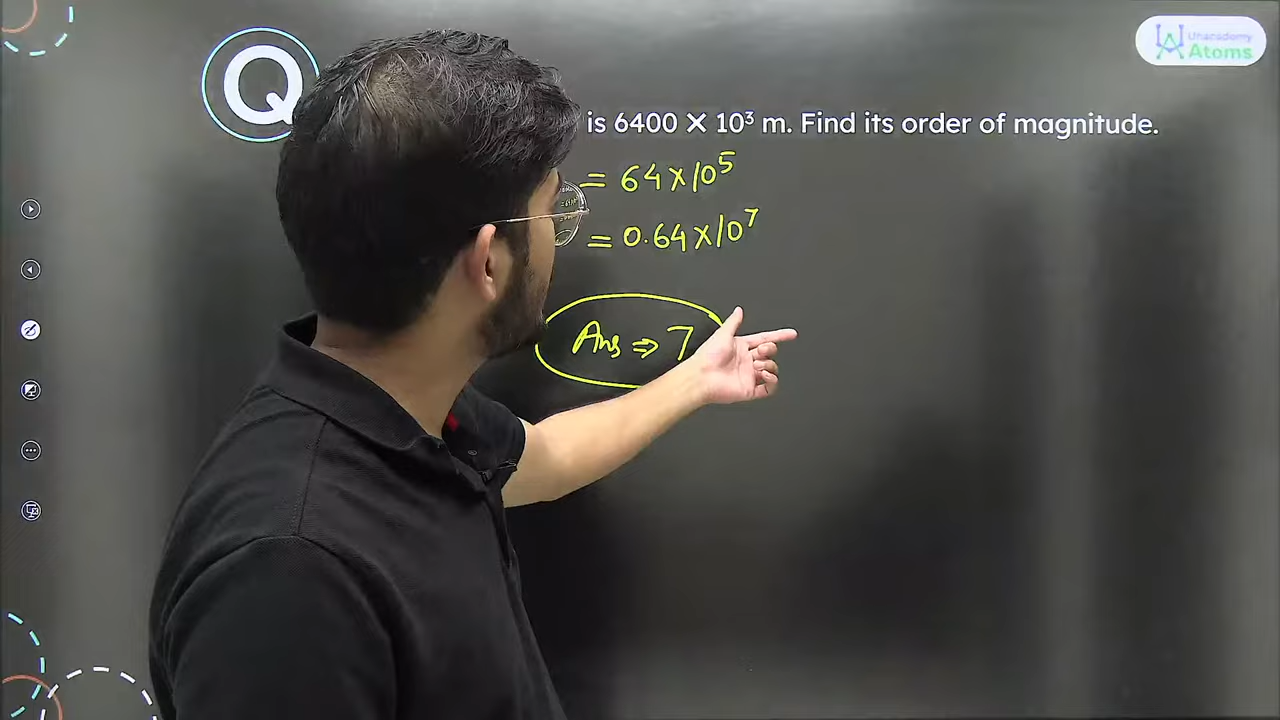 Q
Unacademy
Atoms
is 6400 × 10³ m. Find its order of magnitude.
= 64×10⁵
= 0.64×10⁷
Ans ⇒ 7